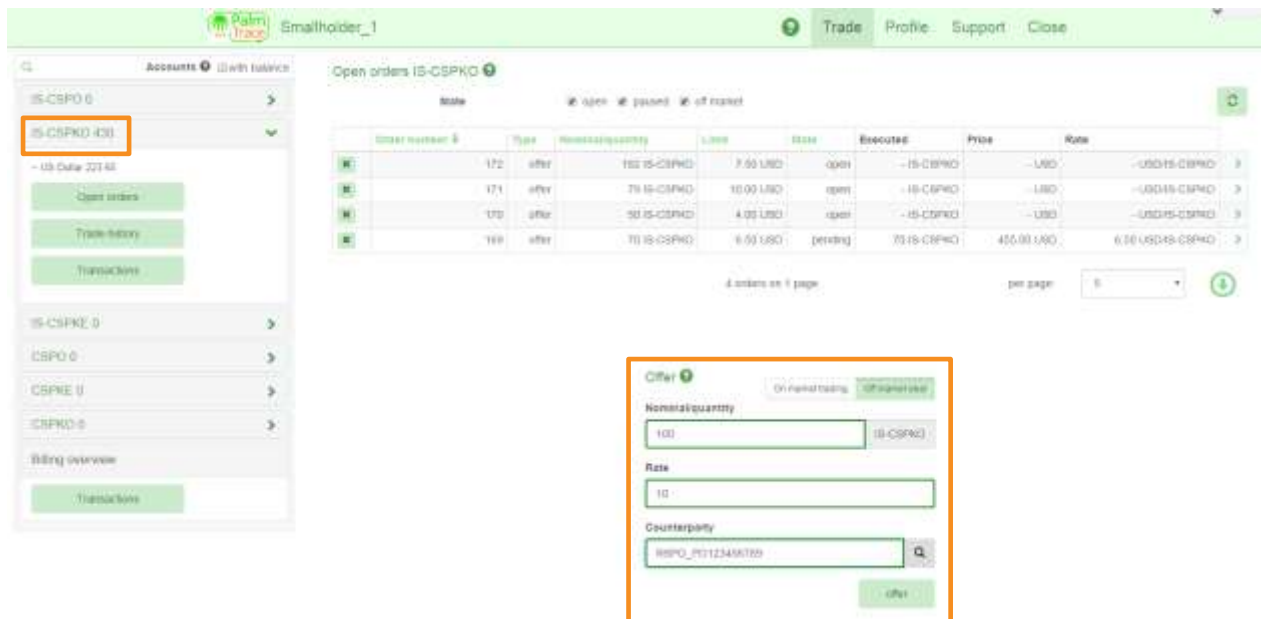 Palm Trace Smallholder_1 Trade Profile Support Close
Accounts with balance
IS-CSPO 0
IS-CSPKO 430
Open orders
Trade history
Transactions
IS-CSPKE 0
CSPO 0
CSPKE 0
CSPKO 0
Billing overview
Transactions
Open orders IS-CSPKO
State open paused off market
Order number Type Nominal/quantity Limit State Executed Price Rate
172 offer 102 IS-CSPKO 7.50 USD open - IS-CSPKO - USD - USD/IS-CSPKO
171 offer IS-CSPKO 10.00 USD open - IS-CSPKO - USD - USD/IS-CSPKO
170 offer 50 IS-CSPKO 4.00 USD open - IS-CSPKO - USD - USD/IS-CSPKO
169 offer 70 IS-CSPKO 6.50 USD pending 70 IS-CSPKO 455.00 USD 6.50 USD/IS-CSPKO
4 orders on 1 page per page
Offer
On market trading Off market deal
Nominal/quantity
100 IS-CSPKO
Rate
10
Counterparty
RSPO_PO123456789
offer